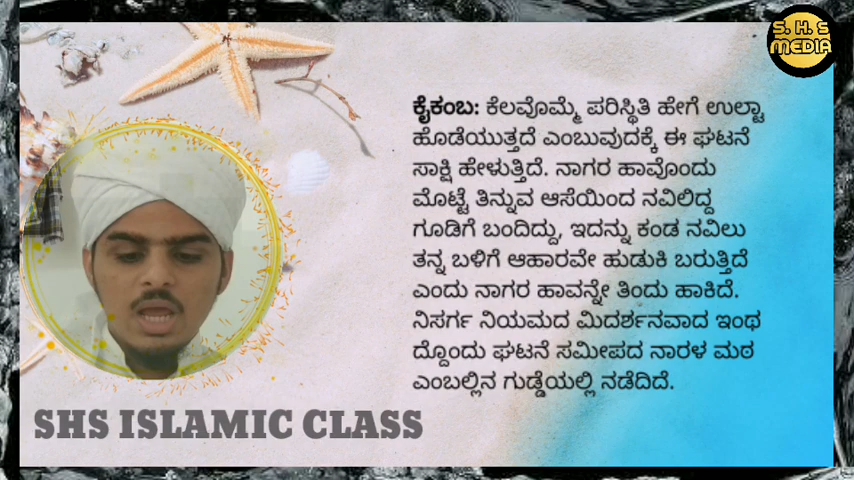 S. H. S
MEDIA
ಕೈಕಂಬ: ಕೆಲವೊಮ್ಮೆ ಪರಿಸ್ಥಿತಿ ಹೇಗೆ ಉಲ್ಟಾ
ಹೊಡೆಯುತ್ತದೆ ಎಂಬುವುದಕ್ಕೆ ಈ ಘಟನೆ
ಸಾಕ್ಷಿ ಹೇಳುತ್ತಿದೆ. ನಾಗರ ಹಾವೊಂದು
ಮೊಟ್ಟೆ ತಿನ್ನುವ ಆಸೆಯಿಂದ ನವಿಲಿದ್ದ
ಗೂಡಿಗೆ ಬಂದಿದ್ದು, ಇದನ್ನು ಕಂಡ ನವಿಲು
ತನ್ನ ಬಳಿಗೆ ಆಹಾರವೇ ಹುಡುಕಿ ಬರುತ್ತಿದೆ
ಎಂದು ನಾಗರ ಹಾವನ್ನೇ ತಿಂದು ಹಾಕಿದೆ.
ನಿಸರ್ಗ ನಿಯಮದ ಮಿದರ್ಶನವಾದ ಇಂಥ
ದ್ದೊಂದು ಘಟನೆ ಸಮೀಪದ ನಾರಳ ಮಠ
ಎಂಬಲ್ಲಿನ ಗುಡ್ಡೆಯಲ್ಲಿ ನಡೆದಿದೆ.
SHS ISLAMIC CLASS